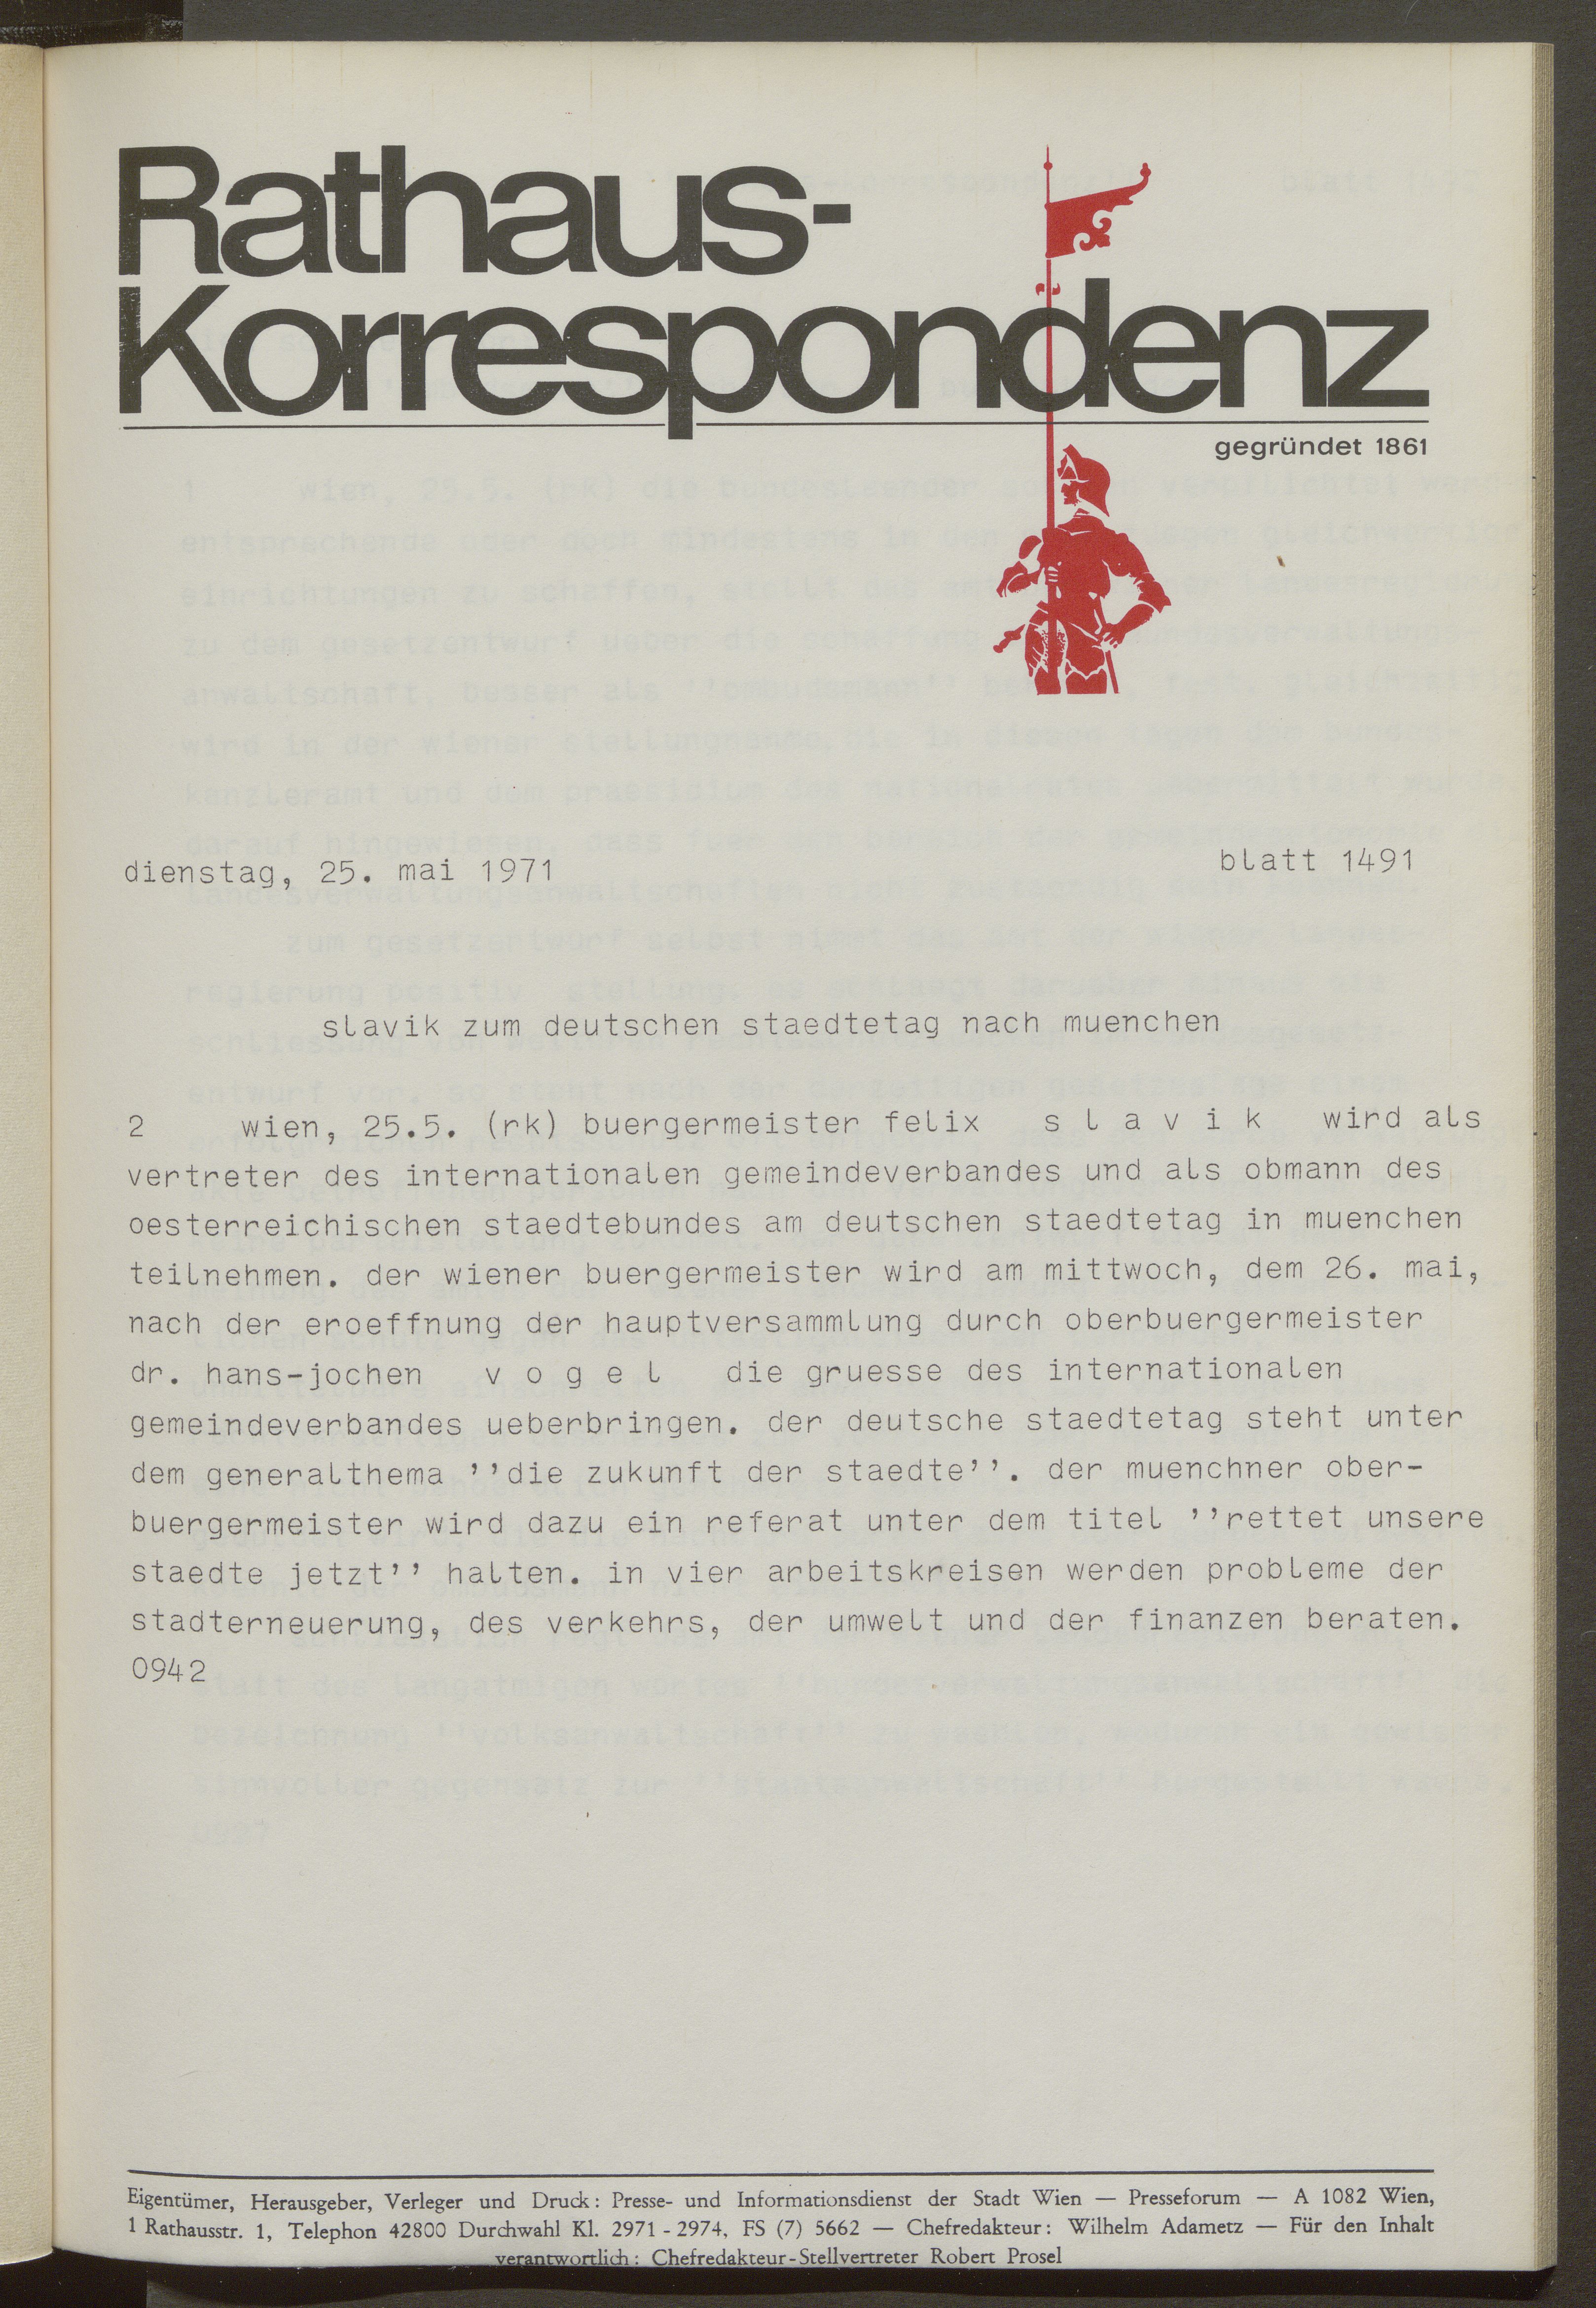 Rathaus-
Korrespondenz
gegründet 1861
dienstag, 25. mai 1971 blatt 1491
slavik zum deutschen staedtetag nach muenchen
2 wien, 25.5. (rk) buergermeister felix s l a v i k wird als
vertreter des internationalen gemeindeverbandes und als obmann des
oesterreichischen staedtebundes am deutschen staedtetag in muenchen
teilnehmen. der wiener buergermeister wird am mittwoch, dem 26. mai,
nach der eroeffnung der hauptversammlung durch oberbuergermeister
dr. hans-jochen v o g e l die gruesse des internationalen
gemeindeverbandes ueberbringen. der deutsche staedtetag steht unter
dem generalthema ’’die zukunft der staedte’’. der muenchner ober-
buergermeister wird dazu ein referat unter dem titel ’’rettet unsere
staedte jetzt’’ halten. in vier arbeitskreisen werden probleme der
stadterneuerung, des verkehrs, der umwelt und der finanzen beraten.
0942
Eigentümer, Herausgeber, Verleger und Druck: Presse- und Informationsdienst der Stadt Wien — Presseforum — A 1082 Wien,
1 Rathausstr. 1, Telephon 42800 Durchwahl Kl. 2971 - 2974, FS (7) 5662 — Chefredakteur: Wilhelm Adametz — Für den Inhalt
verantwortlich: Chefredakteur-Stellvertreter Robert Prosel